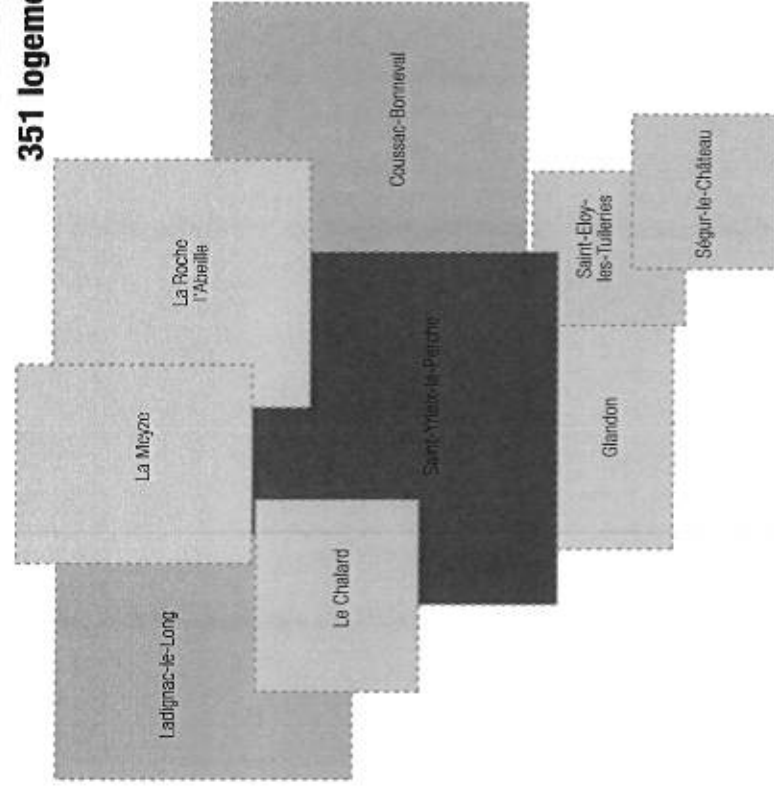 351 logeme
Ladignac-le-Long
La Meyze
La Roche
l'Abeille
Le Chalard
Saint-Yrieix-la-Perche
Coussac-Bonneval
Glandon
Saint-Eloy-
les-Tuileries
Ségur-le-Château